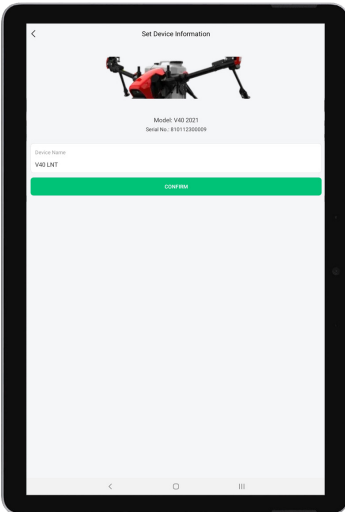 Set Device Information
Model: V40 2021
Serial No.: 810112300009
Device Name
V40 LNT
CONFIRM